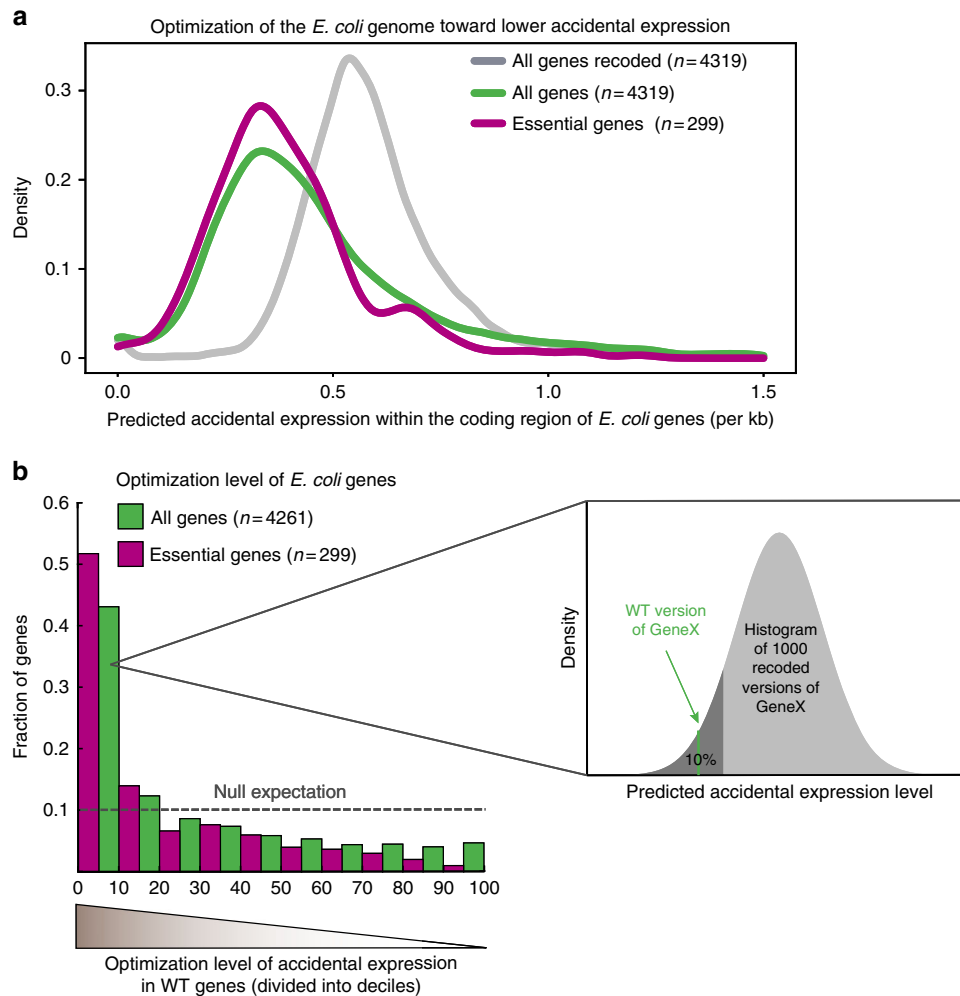 a
Optimization of the E. coli genome toward lower accidental expression
All genes recoded (n=4319)
All genes (n=4319)
Essential genes (n=299)
Density
0.3
0.2
0.1
0
0.0
0.5
1.0
1.5
Predicted accidental expression within the coding region of E. coli genes (per kb)
b
Optimization level of E. coli genes
All genes (n=4261)
Essential genes (n=299)
Fraction of genes
0.6
0.5
0.4
0.3
0.2
0.1
Null expectation
0
10
20
30
40
50
60
70
80
90
100
Optimization level of accidental expression
in WT genes (divided into deciles)
Density
WT version
of GeneX
Histogram
of 1000
recoded
versions of
GeneX
10%
Predicted accidental expression level